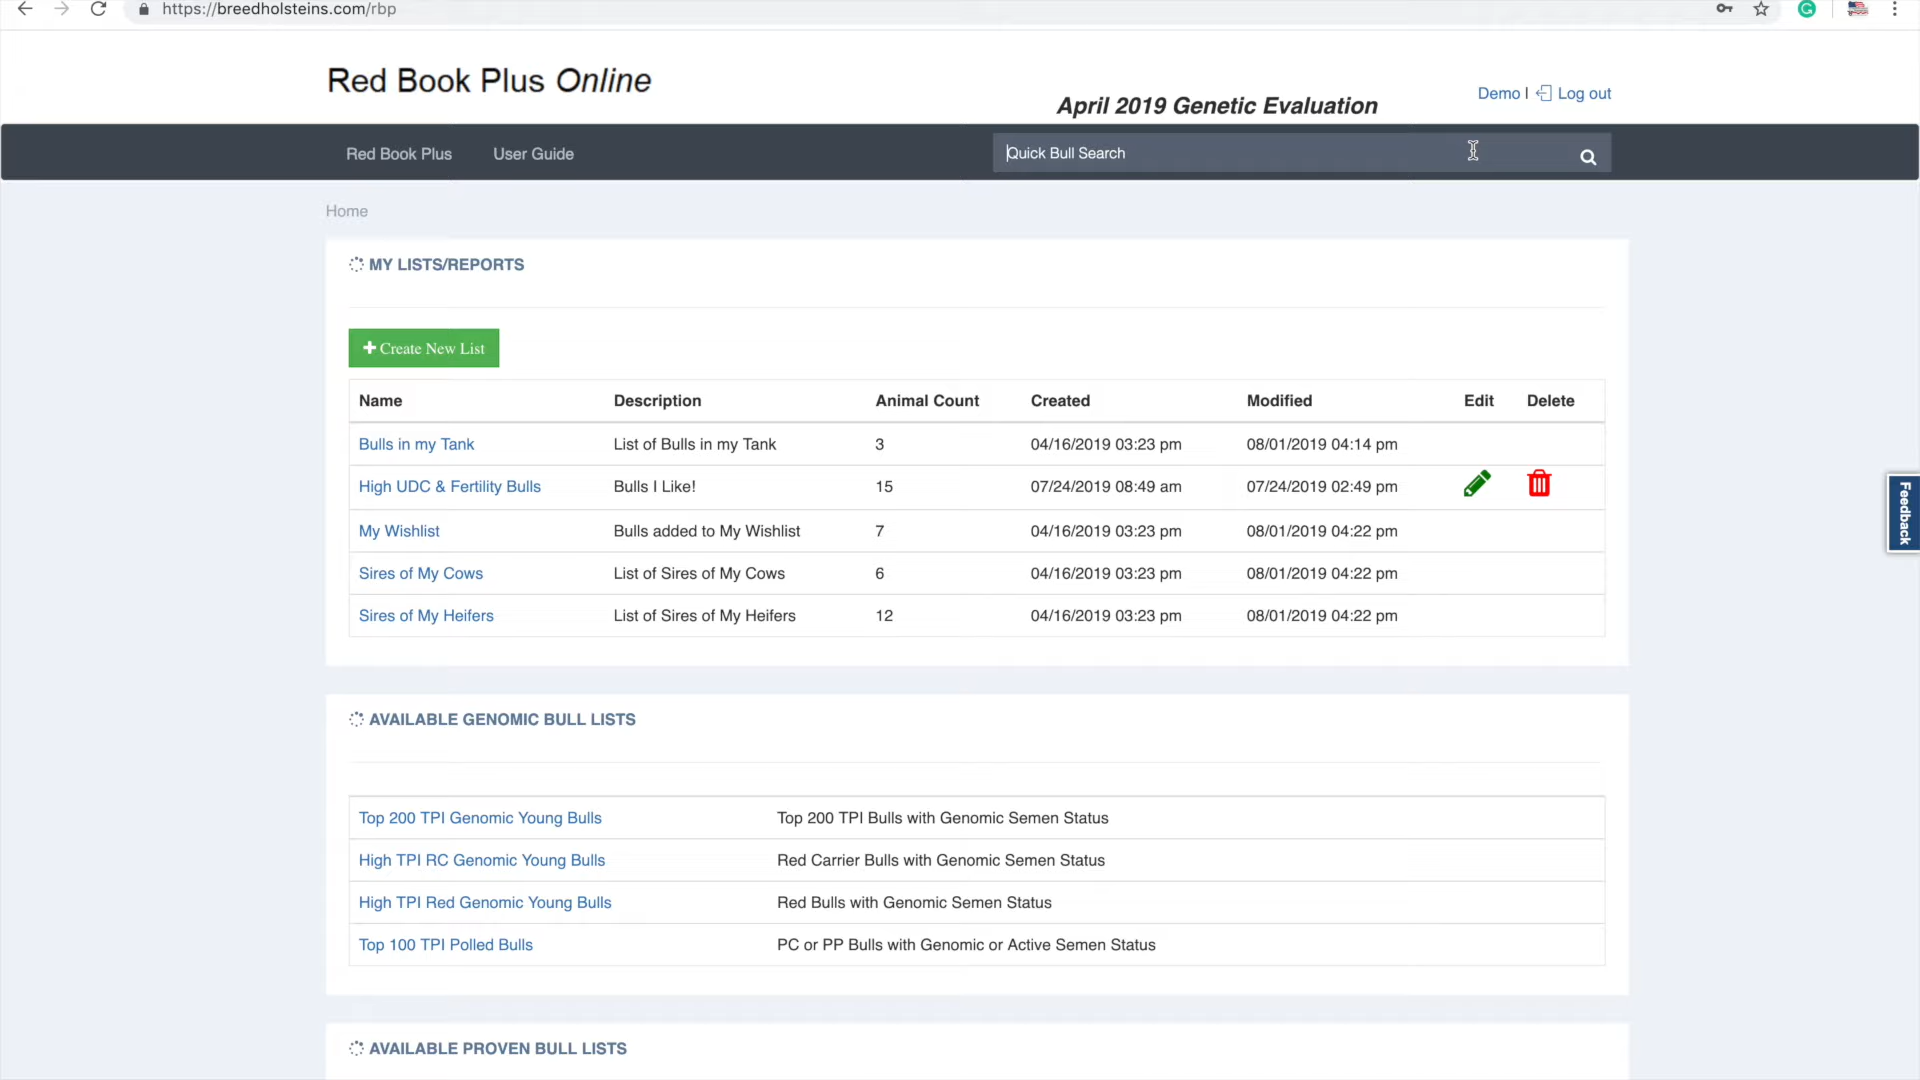 https://breedholsteins.com/rbp
Red Book Plus Online
April 2019 Genetic Evaluation
Demo | Log out
Red Book Plus User Guide Quick Bull Search
Home
MY LISTS/REPORTS
Create New List
Name Description Animal Count Created Modified Edit Delete
Bulls in my Tank List of Bulls in my Tank 3 04/16/2019 03:23 pm 08/01/2019 04:14 pm
High UDC & Fertility Bulls Bulls I Like! 15 07/24/2019 08:49 am 07/24/2019 02:49 pm
My Wishlist Bulls added to My Wishlist 7 04/16/2019 03:23 pm 08/01/2019 04:22 pm
Sires of My Cows List of Sires of My Cows 6 04/16/2019 03:23 pm 08/01/2019 04:22 pm
Sires of My Heifers List of Sires of My Heifers 12 04/16/2019 03:23 pm 08/01/2019 04:22 pm
Feedback
AVAILABLE GENOMIC BULL LISTS
Top 200 TPI Genomic Young Bulls Top 200 TPI Bulls with Genomic Semen Status
High TPI RC Genomic Young Bulls Red Carrier Bulls with Genomic Semen Status
High TPI Red Genomic Young Bulls Red Bulls with Genomic Semen Status
Top 100 TPI Polled Bulls PC or PP Bulls with Genomic or Active Semen Status
AVAILABLE PROVEN BULL LISTS